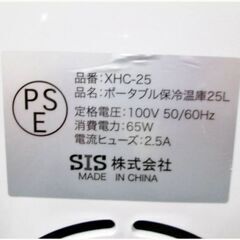 PS
E
品番:XHC-25
品名:ポータブル保冷温庫25L
定格電圧:100V 50/60Hz
消費電力:65W
電流ヒューズ:2.5A
SIS 株式会社
MADE IN CHINA